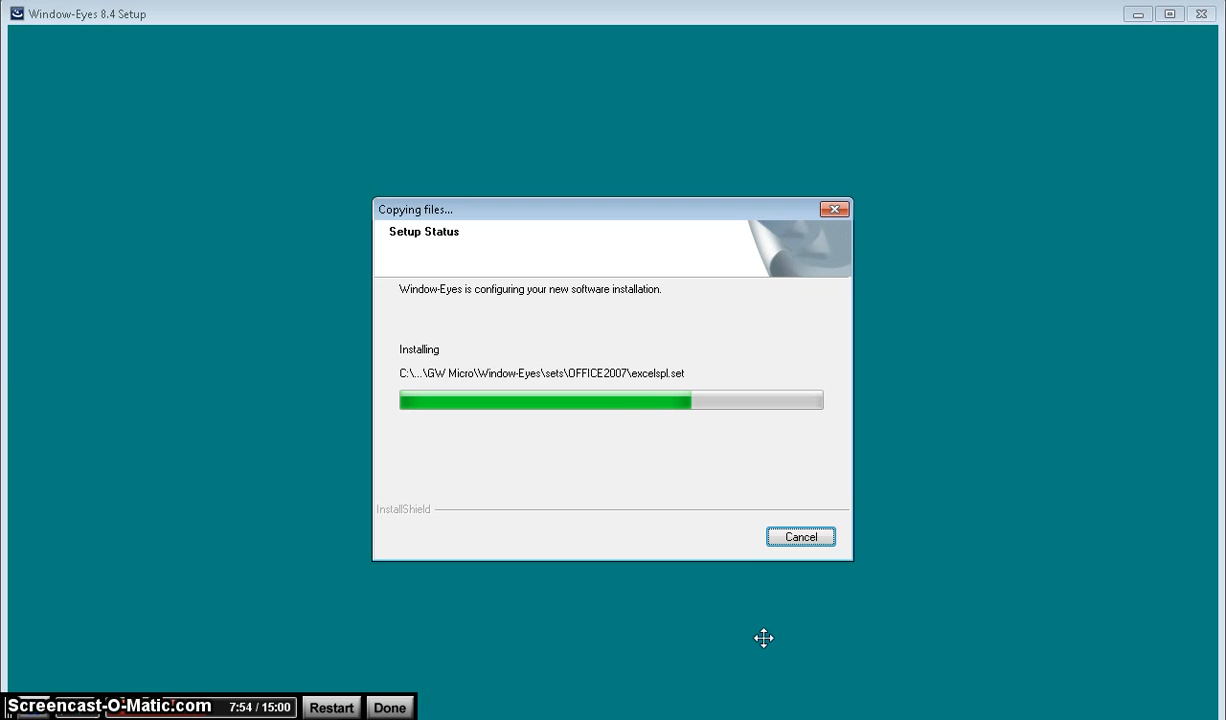 Window-Eyes 8.4 Setup
Copying files...
Setup Status
Window-Eyes is configuring your new software installation.
Installing
C:\...\GW Micro\Window-Eyes\sets\OFFICE2007\excelspl.set
InstallShield
Cancel
Screencast-O-Matic.com 7:54 / 15:00 Restart Done